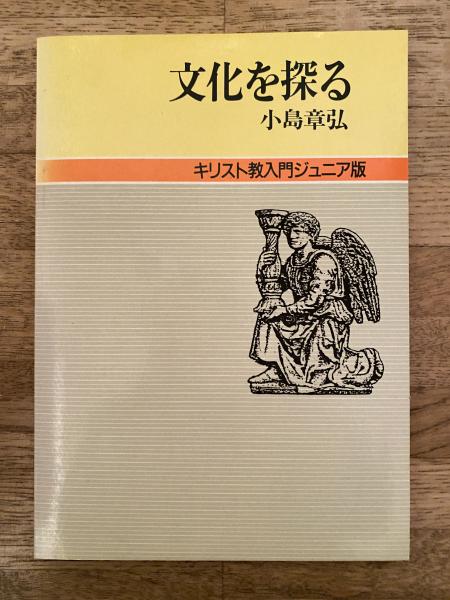 文化を探る
小島章弘
キリスト教入門ジュニア版